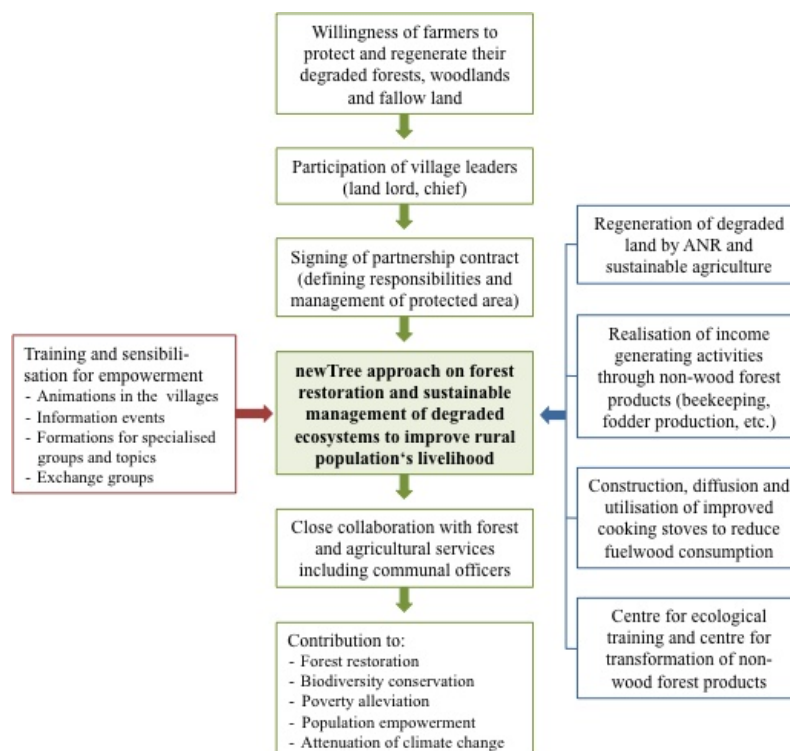 Willingness of farmers to
protect and regenerate their
degraded forests, woodlands
and fallow land
Participation of village leaders
(land lord, chief)
Signing of partnership contract
(defining responsibilities and
management of protected area)
Training and sensibili-
sation for empowerment
- Animations in the villages
- Information events
- Formations for specialised
groups and topics
- Exchange groups
newTree approach on forest
restoration and sustainable
management of degraded
ecosystems to improve rural
population‘s livelihood
Regeneration of degraded
land by ANR and
sustainable agriculture
Realisation of income
generating activities
through non-wood forest
products (beekeeping,
fodder production, etc.)
Construction, diffusion and
utilisation of improved
cooking stoves to reduce
fuelwood consumption
Centre for ecological
training and centre for
transformation of non-
wood forest products
Close collaboration with forest
and agricultural services
including communal officers
Contribution to:
- Forest restoration
- Biodiversity conservation
- Poverty alleviation
- Population empowerment
- Attenuation of climate change